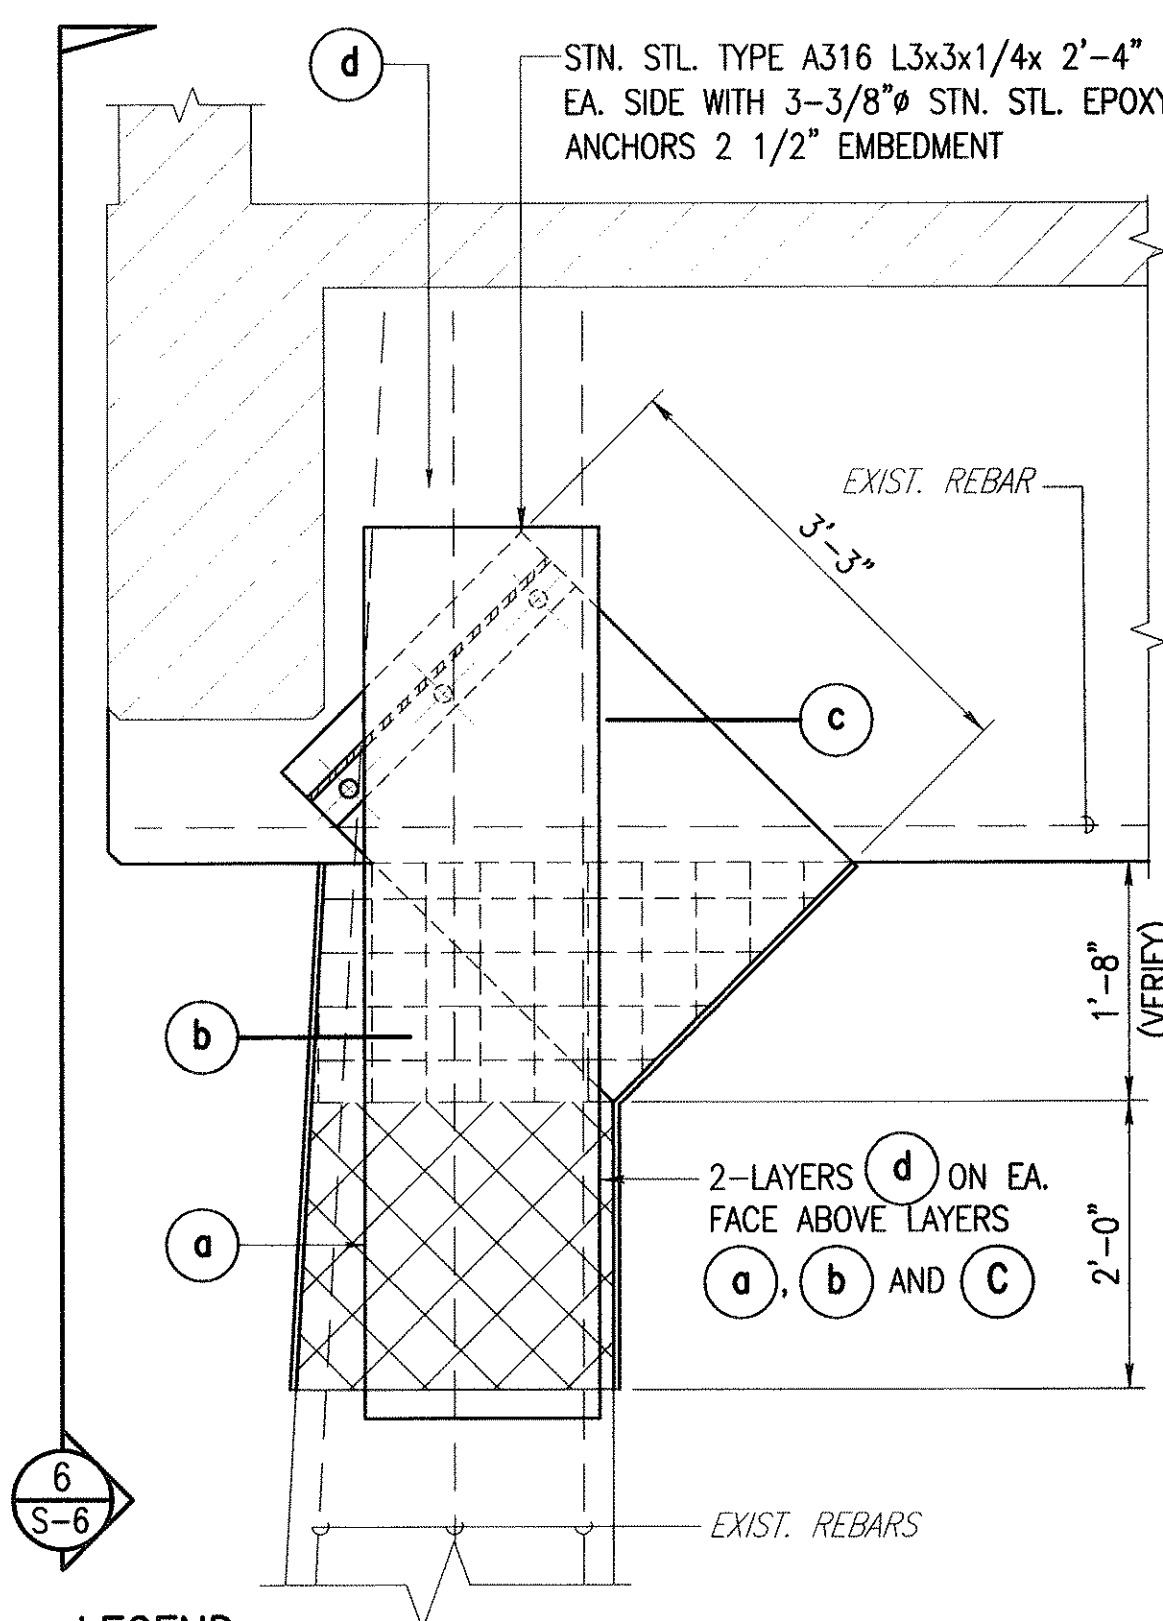 d
STN. STL. TYPE A316 L3x3x1/4x 2'-4"
EA. SIDE WITH 3-3/8"ø STN. STL. EPOXY
ANCHORS 2 1/2" EMBEDMENT
EXIST. REBAR
3'-3"
c
b
1'-8"
(VERIFY)
a
2-LAYERS d ON EA.
FACE ABOVE LAYERS
a, b AND C
2'-0"
6
S-6
EXIST. REBARS
LEGEND